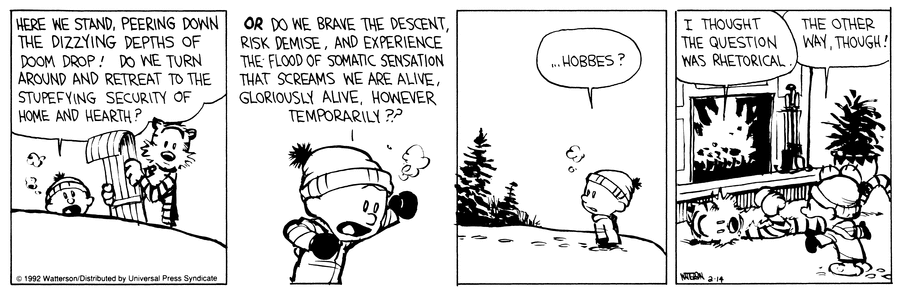 HERE WE STAND, PEERING DOWN
THE DIZZYING DEPTHS OF
DOOM DROP! DO WE TURN
AROUND AND RETREAT TO THE
STUPEFYING SECURITY OF
HOME AND HEARTH?
© 1992 Watterson/Distributed by Universal Press Syndicate
OR DO WE BRAVE THE DESCENT,
RISK DEMISE, AND EXPERIENCE
THE FLOOD OF SOMATIC SENSATION
THAT SCREAMS WE ARE ALIVE,
GLORIOUSLY ALIVE, HOWEVER
TEMPORARILY??
...HOBBES?
I THOUGHT
THE QUESTION
WAS RHETORICAL.
THE OTHER
WAY, THOUGH!
WATTERSON 2-14